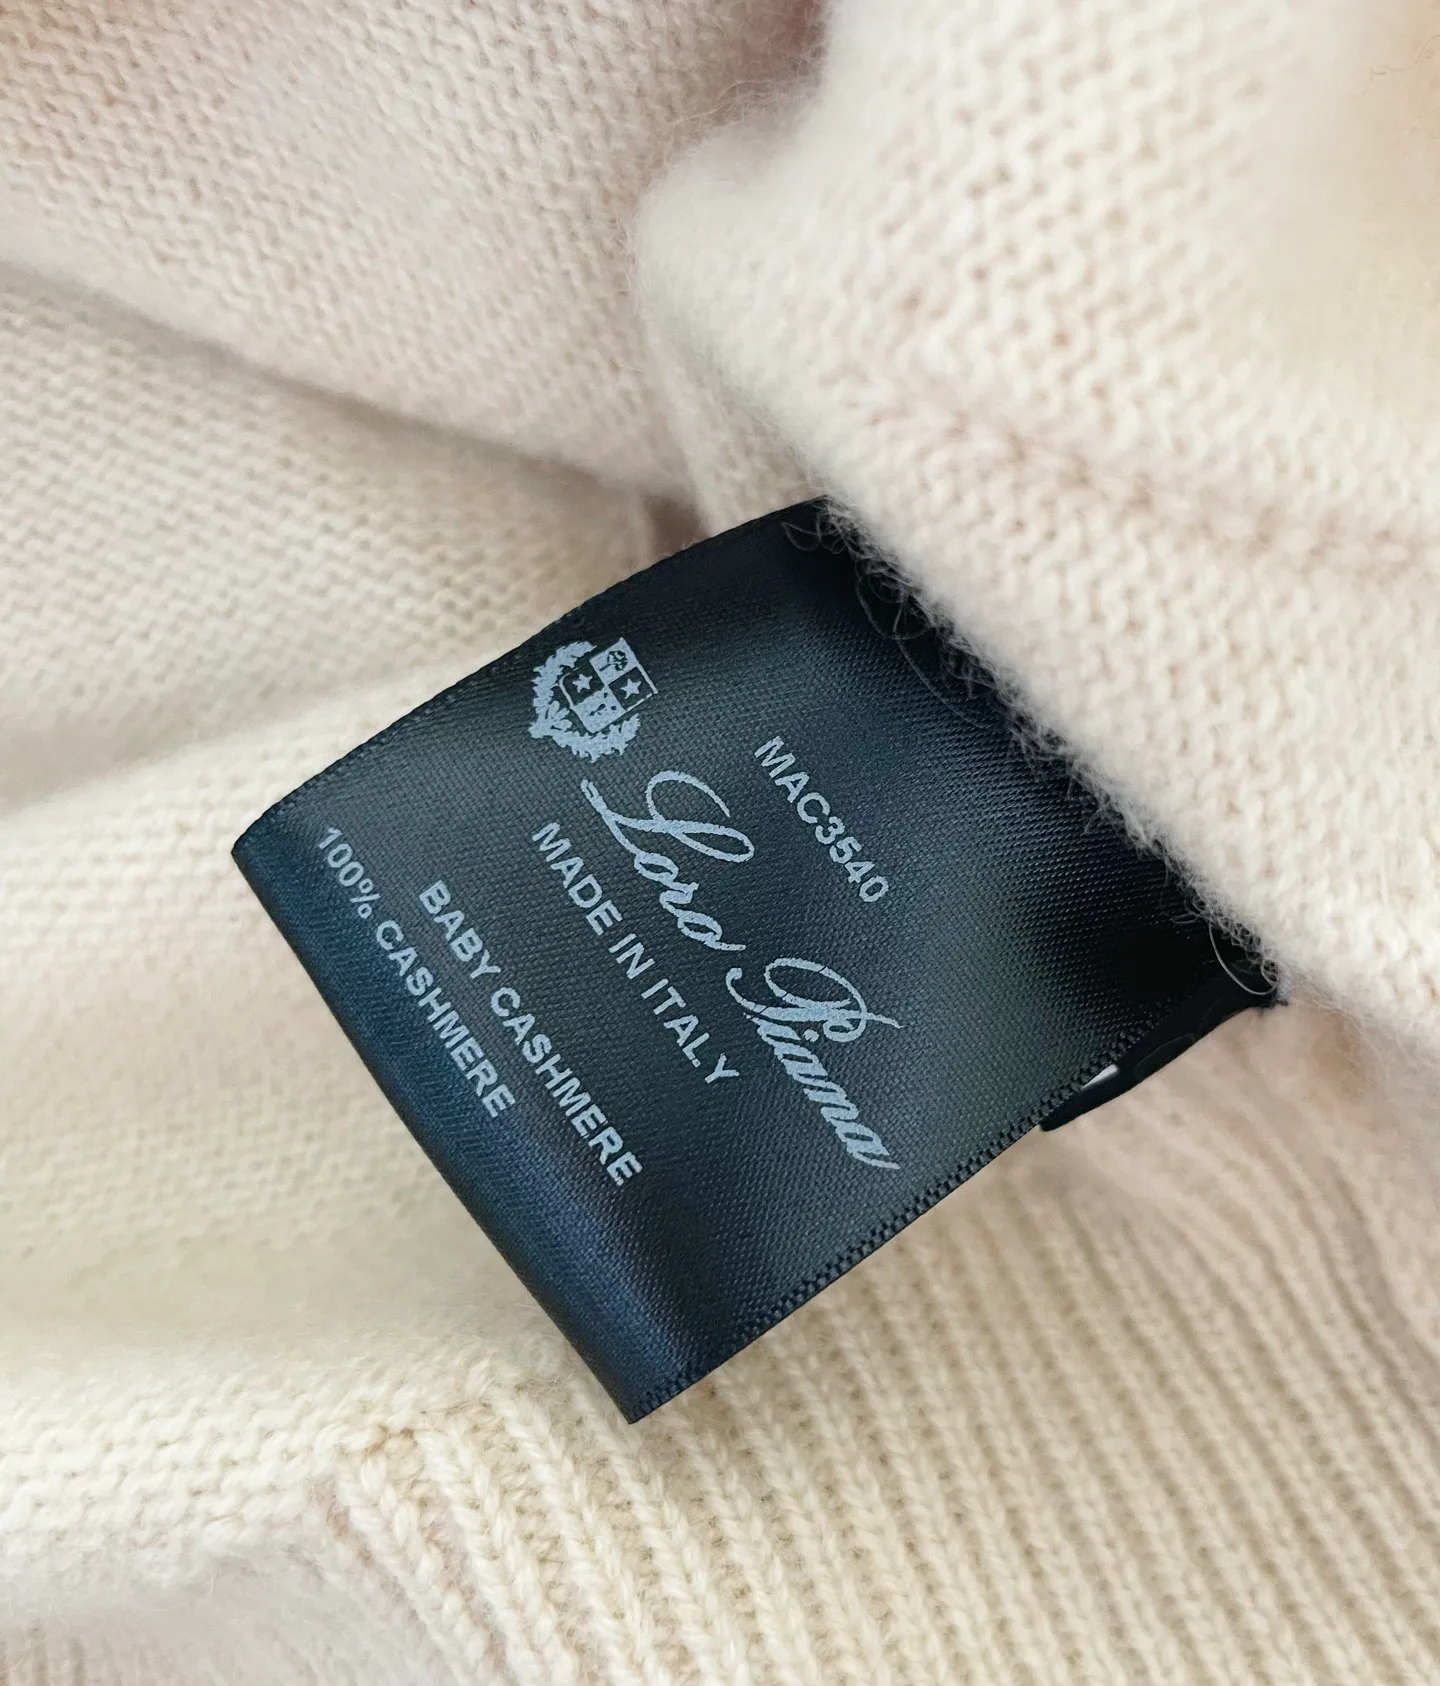 MAC3540
Loro Piana
MADE IN ITALY
BABY CASHMERE
100% CASHMERE